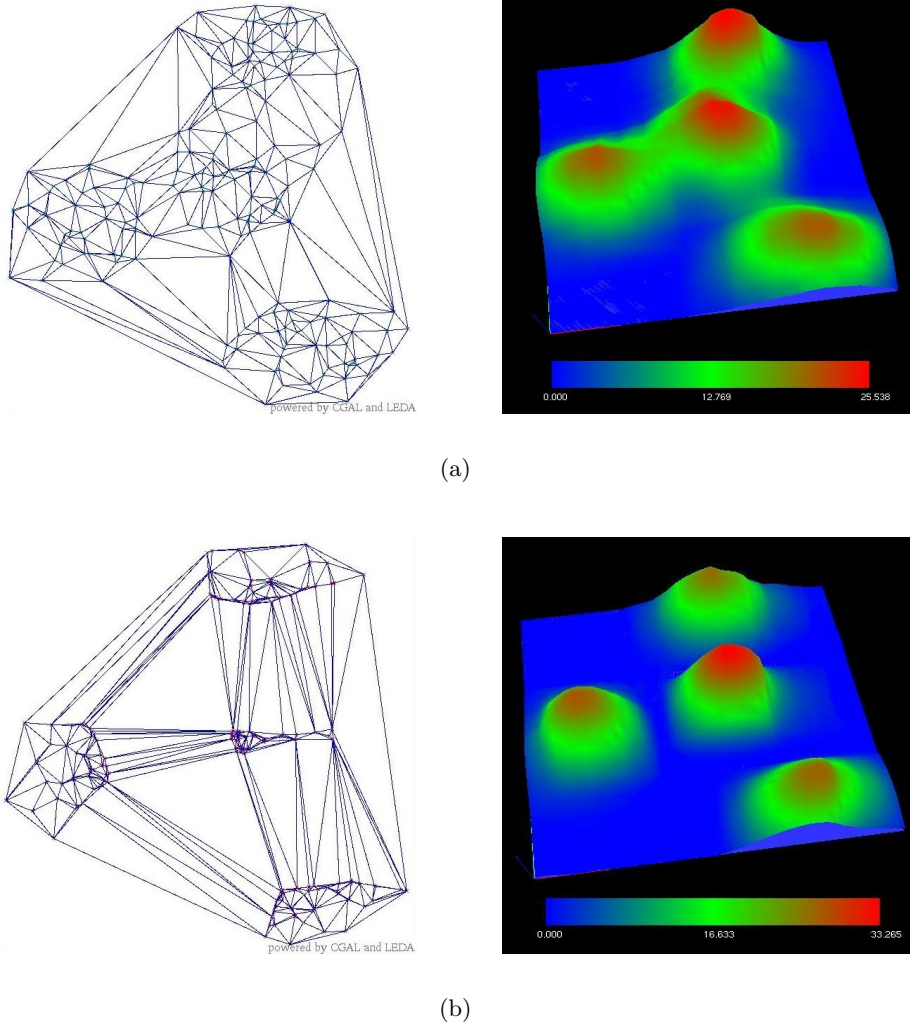 powered by CGAL and LEDA
0.000 12.769 25.538
(a)
powered by CGAL and LEDA
0.000 16.633 33.265
(b)